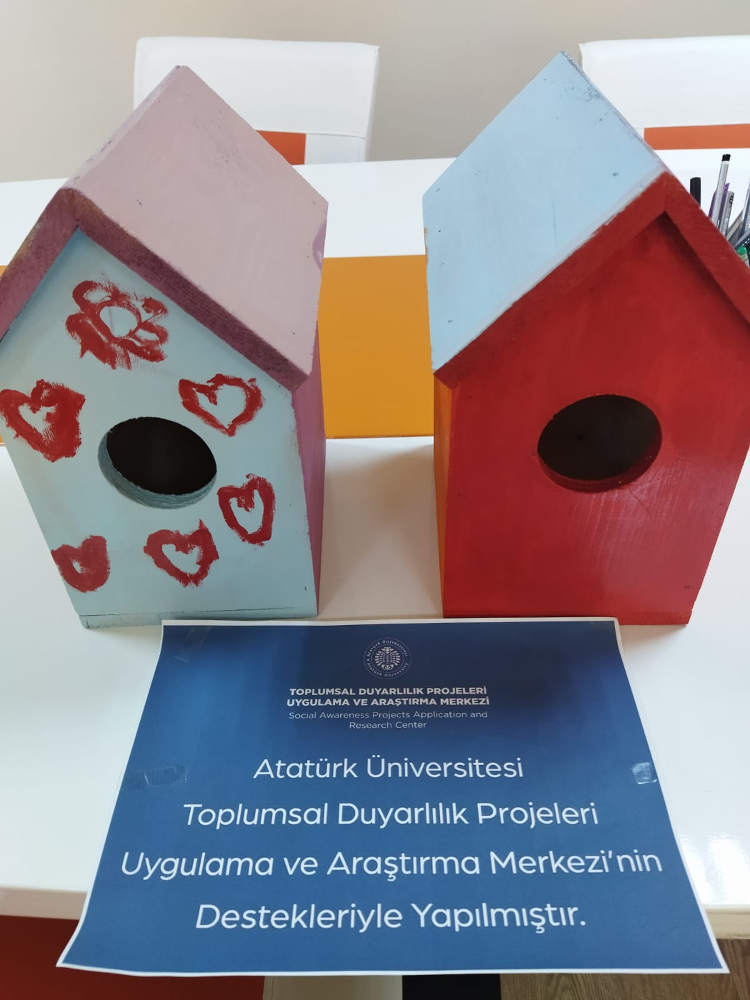 Atatürk Üniversitesi
Atatürk University
TOPLUMSAL DUYARLILIK PROJELERİ
UYGULAMA VE ARAŞTIRMA MERKEZİ
Social Awareness Projects Application and
Research Center
Atatürk Üniversitesi
Toplumsal Duyarlılık Projeleri
Uygulama ve Araştırma Merkezi'nin
Destekleriyle Yapılmıştır.